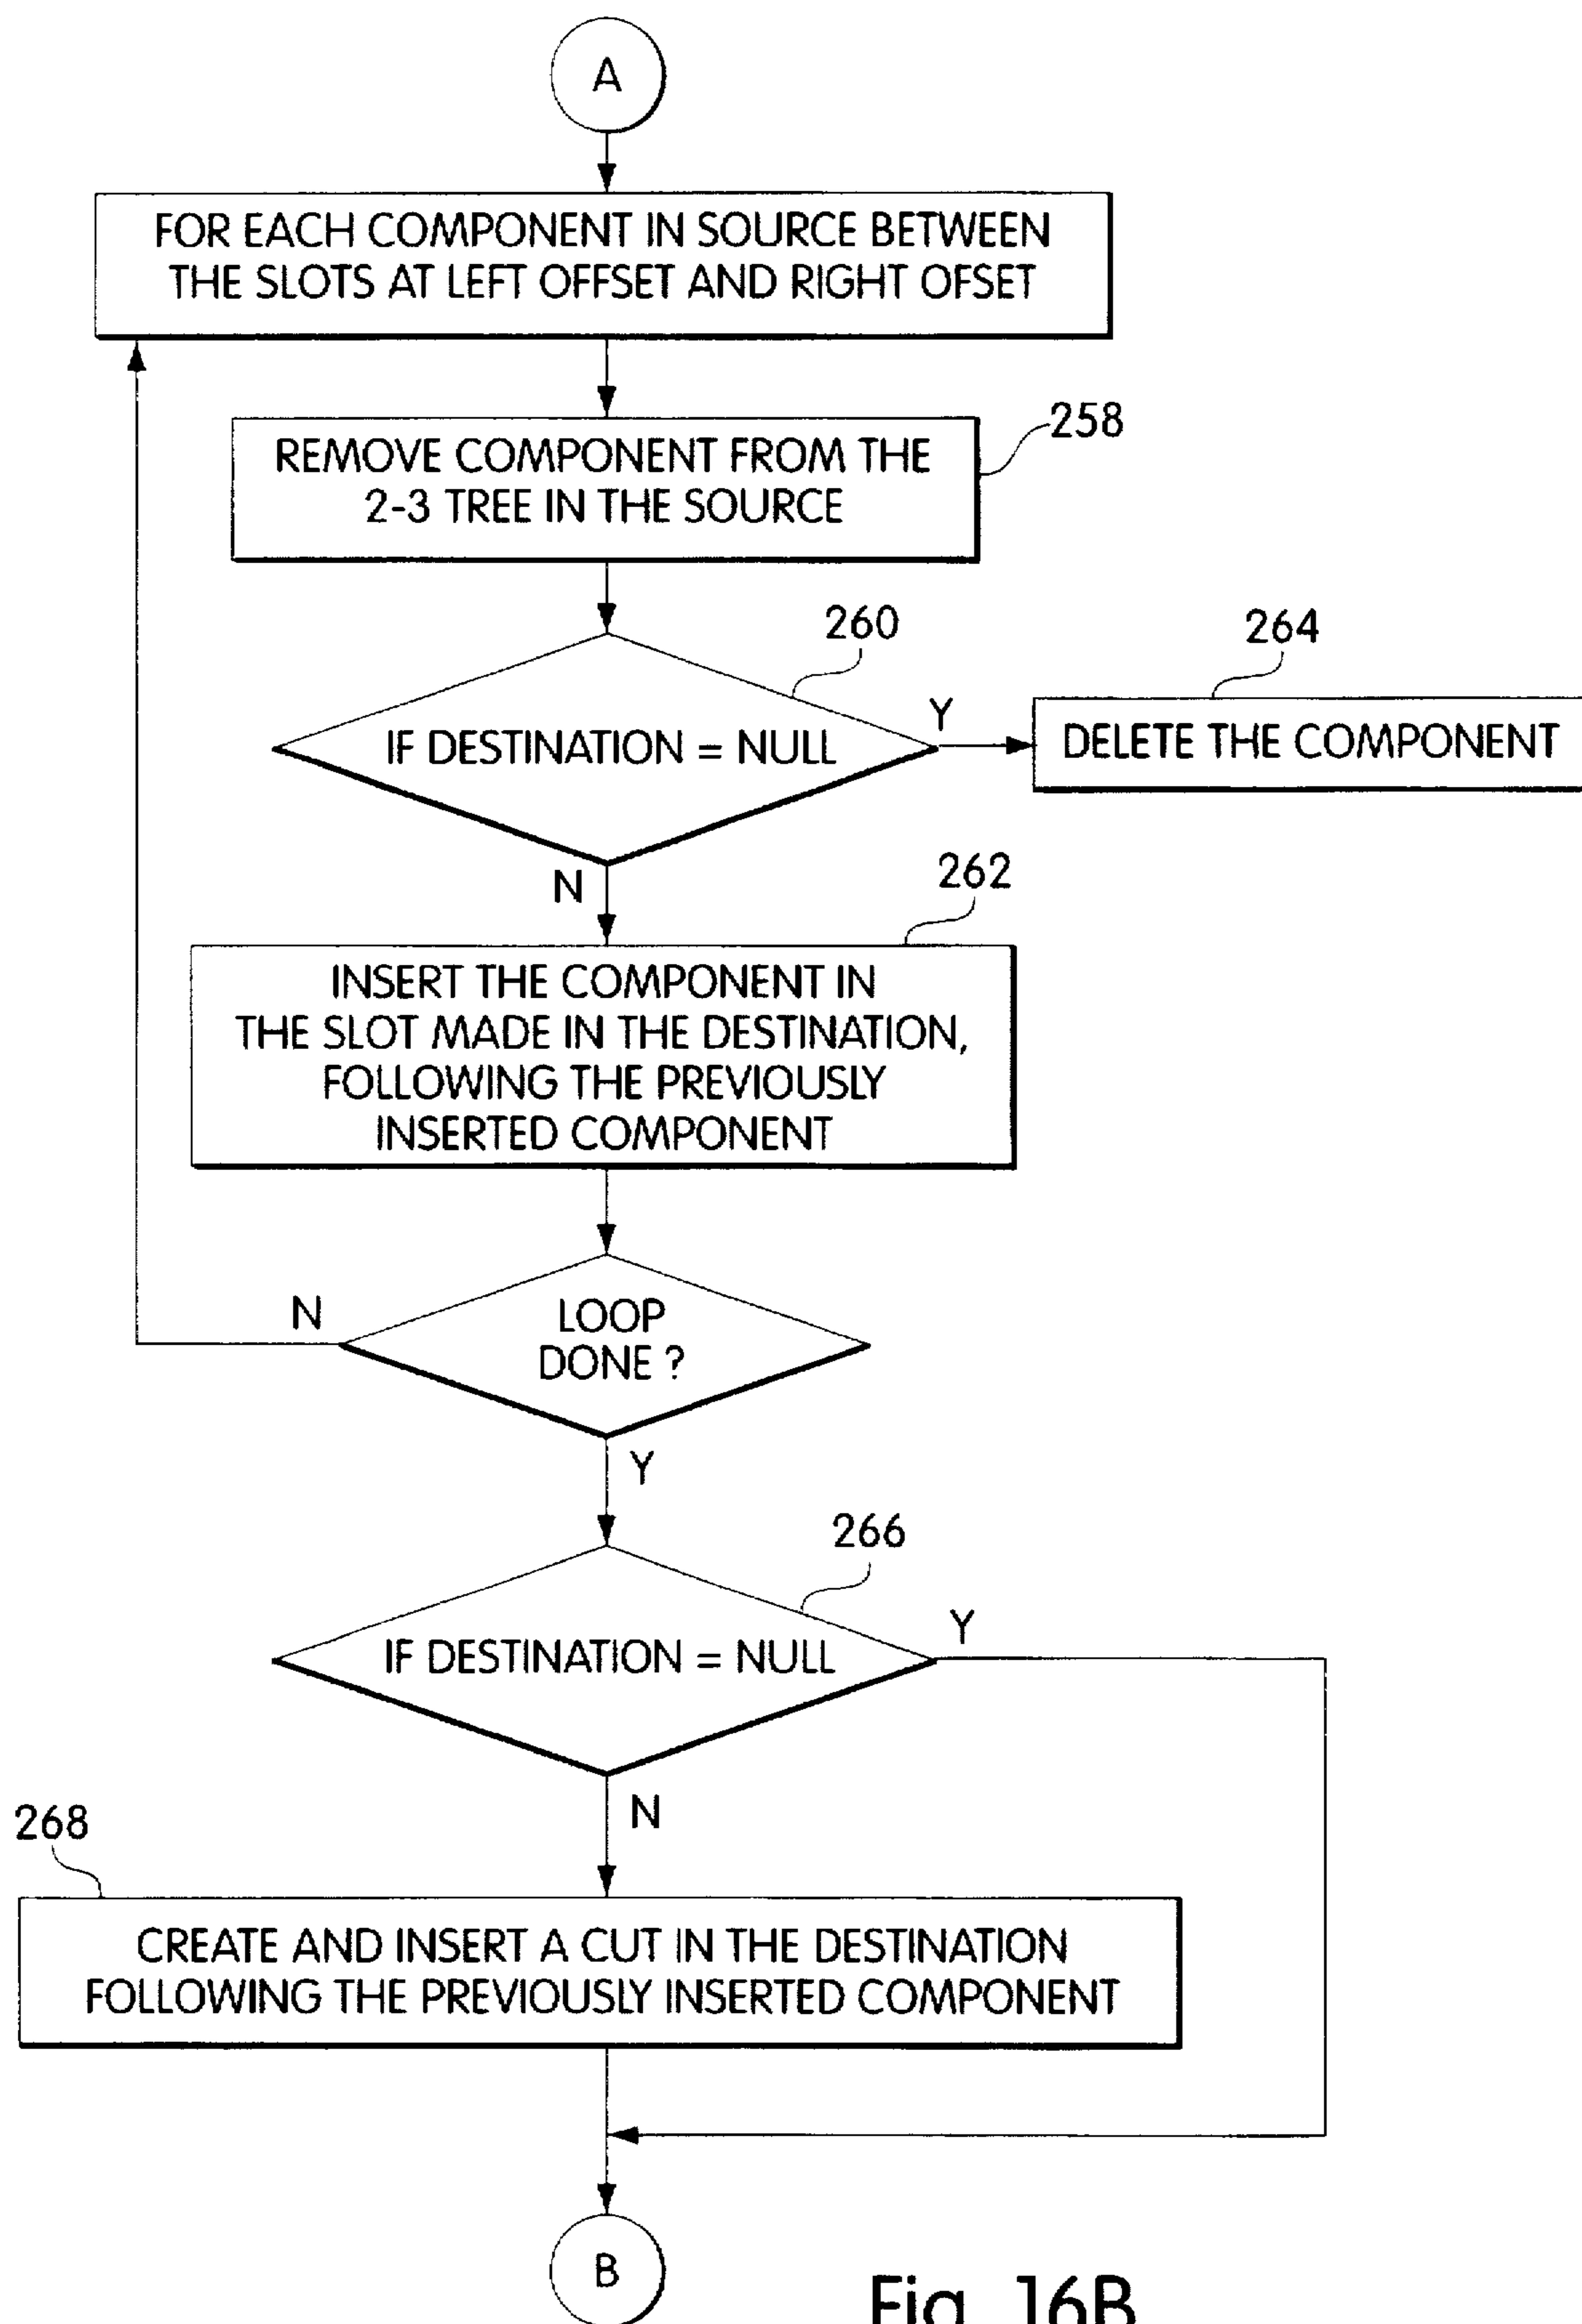 A
FOR EACH COMPONENT IN SOURCE BETWEEN
THE SLOTS AT LEFT OFFSET AND RIGHT OFSET
REMOVE COMPONENT FROM THE
2-3 TREE IN THE SOURCE
258
260
IF DESTINATION = NULL
Y
264
DELETE THE COMPONENT
N
262
INSERT THE COMPONENT IN
THE SLOT MADE IN THE DESTINATION,
FOLLOWING THE PREVIOUSLY
INSERTED COMPONENT
N
LOOP
DONE ?
Y
266
IF DESTINATION = NULL
Y
N
268
CREATE AND INSERT A CUT IN THE DESTINATION
FOLLOWING THE PREVIOUSLY INSERTED COMPONENT
B
Fig. 16B